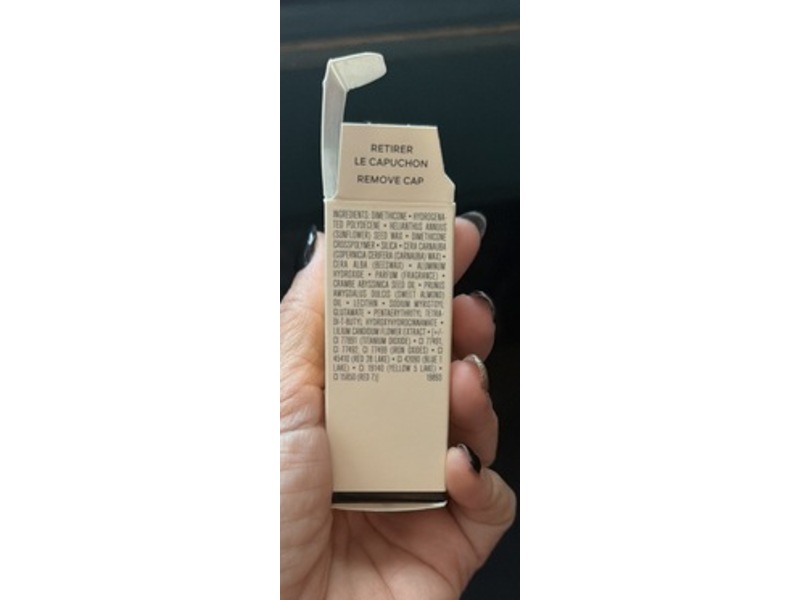 RETIRER
LE CAPUCHON
REMOVE CAP
INGREDIENTS: DIMETHICONE • HYDROGENA-
TED POLYDECENE • HELIANTHUS ANNUUS
(SUNFLOWER) SEED WAX • DIMETHICONE
CROSSPOLYMER • SILICA • CERA CARNAUBA
(COPERNICIA CERIFERA (CARNAUBA) WAX) •
CERA ALBA (BEESWAX) • ALUMINUM
HYDROXIDE • PARFUM (FRAGRANCE) •
CRAMBE ABYSSINICA SEED OIL • PRUNUS
AMYGDALUS DULCIS (SWEET ALMOND)
OIL • LECITHIN • SODIUM MYRISTOYL
GLUTAMATE • PENTAERYTHRITYL TETRA-
DI-T-BUTYL HYDROXYHYDROCINNAMATE •
LILIUM CANDIDUM FLOWER EXTRACT • [+/-
CI 77891 (TITANIUM DIOXIDE) • CI 77491,
CI 77492, CI 77499 (IRON OXIDES) • CI
45410 (RED 28 LAKE) • CI 42090 (BLUE 1
LAKE) • CI 19140 (YELLOW 5 LAKE) •
CI 15850 (RED 7)] 19860